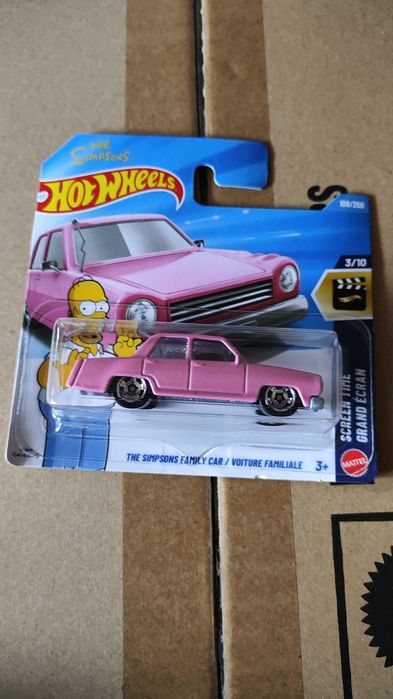 THE
SIMPSONS
HOT WHEELS
108/250
3/10
SCREEN TIME
GRAND ÉCRAN
THE SIMPSONS FAMILY CAR / VOITURE FAMILIALE
3+
MATTEL